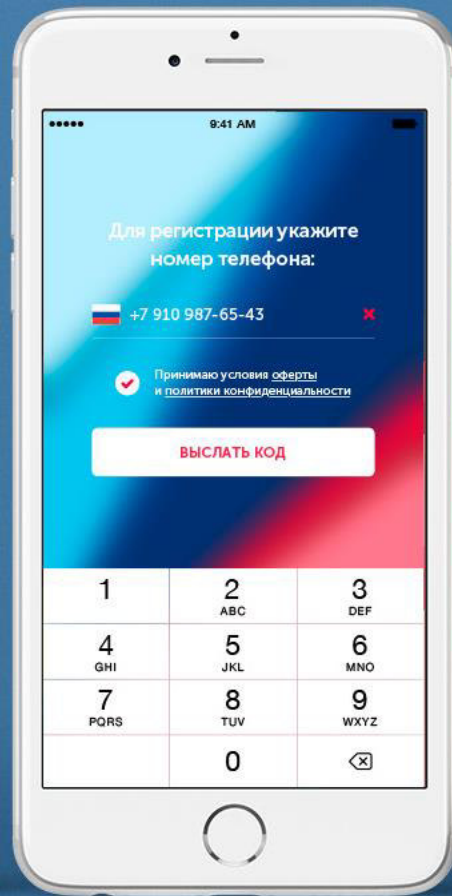 9:41 AM
Для регистрации укажите
номер телефона:
+7 910 987-65-43
Принимаю условия оферты
и политики конфиденциальности
ВЫСЛАТЬ КОД
1
2
3
ABC
DEF
4
5
6
GHI
JKL
MNO
7
8
9
PQRS
TUV
WXYZ
0